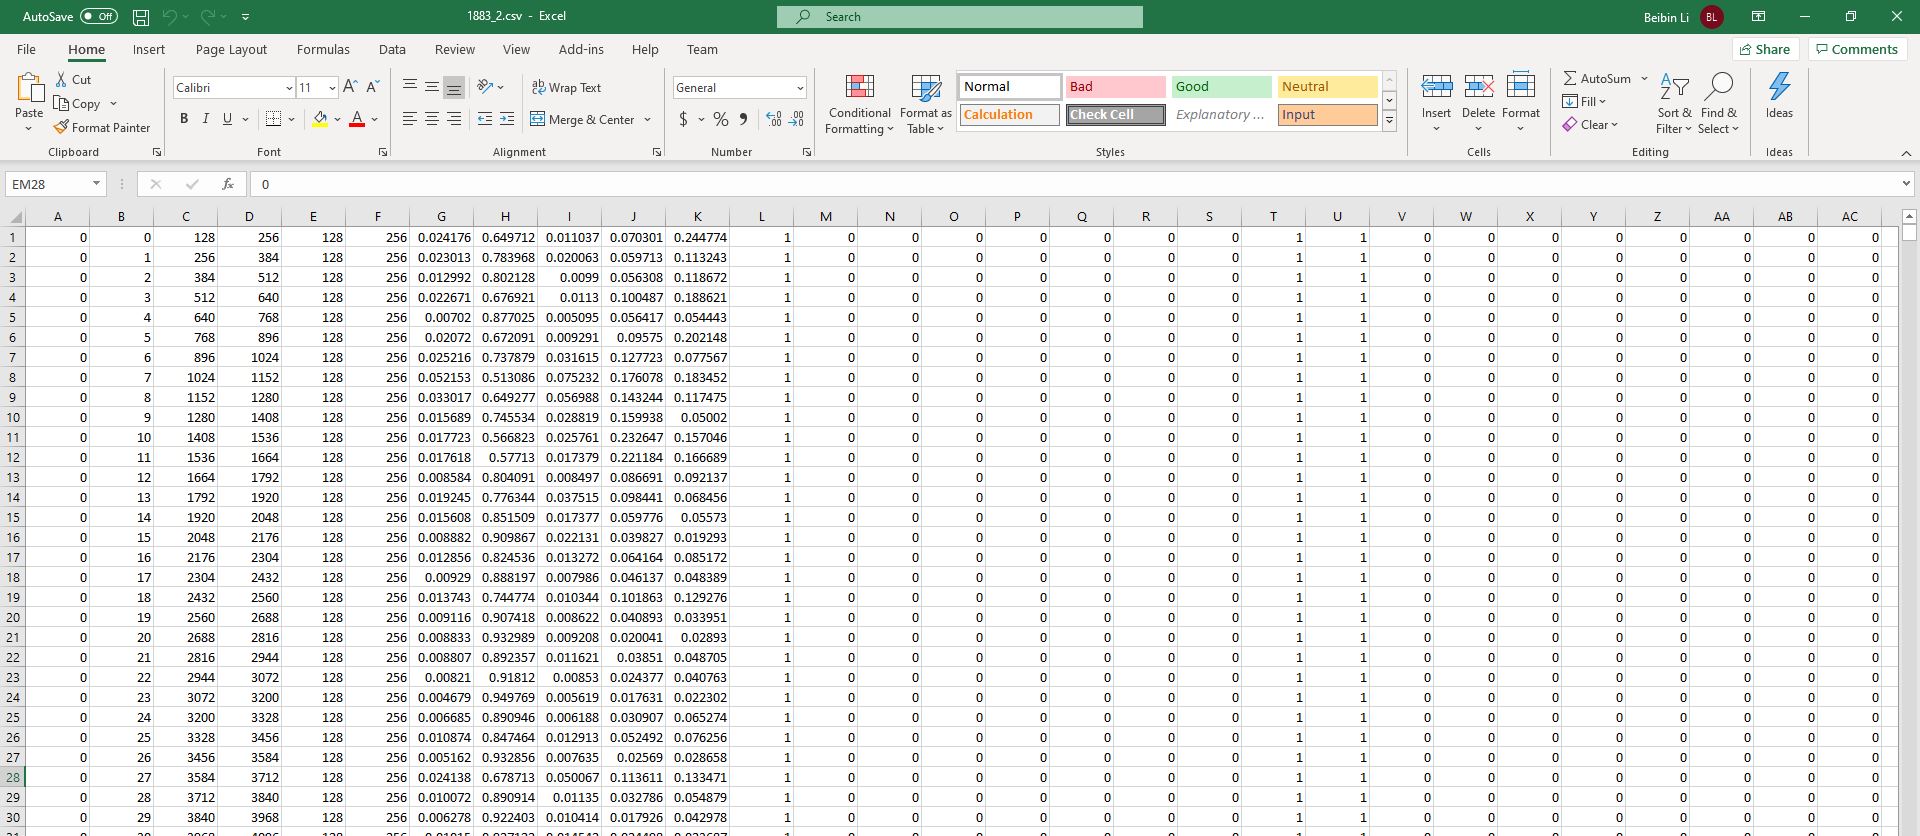 AutoSave Off 1883_2.csv - Excel Search Beibin Li BL
File Home Insert Page Layout Formulas Data Review View Add-ins Help Team Share Comments
Paste Cut Copy Format Painter Clipboard
Calibri 11 A A B I U A Font
Wrap Text Merge & Center Alignment
General $ % Number
Conditional Formatting Format as Table Normal Bad Good Neutral Calculation Check Cell Explanatory ... Input Styles
Insert Delete Format Cells
AutoSum Fill Clear Sort & Filter Find & Select Editing
Ideas Ideas
EM28 fx 0
A B C D E F G H I J K L M N O P Q R S T U V W X Y Z AA AB AC
1 0 0 128 256 128 256 0.024176 0.649712 0.011037 0.070301 0.244774 1 0 0 0 0 0 0 0 1 1 0 0 0 0 0 0 0 0
2 0 1 256 384 128 256 0.023013 0.783968 0.020063 0.059713 0.113243 1 0 0 0 0 0 0 0 1 1 0 0 0 0 0 0 0 0
3 0 2 384 512 128 256 0.012992 0.802128 0.0099 0.056308 0.118672 1 0 0 0 0 0 0 0 1 1 0 0 0 0 0 0 0 0
4 0 3 512 640 128 256 0.022671 0.676921 0.0113 0.100487 0.188621 1 0 0 0 0 0 0 0 1 1 0 0 0 0 0 0 0 0
5 0 4 640 768 128 256 0.00702 0.877025 0.005095 0.056417 0.054443 1 0 0 0 0 0 0 0 1 1 0 0 0 0 0 0 0 0
6 0 5 768 896 128 256 0.02072 0.672091 0.009291 0.09575 0.202148 1 0 0 0 0 0 0 0 1 1 0 0 0 0 0 0 0 0
7 0 6 896 1024 128 256 0.025216 0.737879 0.031615 0.127723 0.077567 1 0 0 0 0 0 0 0 1 1 0 0 0 0 0 0 0 0
8 0 7 1024 1152 128 256 0.052153 0.513086 0.075232 0.176078 0.183452 1 0 0 0 0 0 0 0 1 1 0 0 0 0 0 0 0 0
9 0 8 1152 1280 128 256 0.033017 0.649277 0.056988 0.143244 0.117475 1 0 0 0 0 0 0 0 1 1 0 0 0 0 0 0 0 0
10 0 9 1280 1408 128 256 0.015689 0.745534 0.028819 0.159938 0.05002 1 0 0 0 0 0 0 0 1 1 0 0 0 0 0 0 0 0
11 0 10 1408 1536 128 256 0.017723 0.566823 0.025761 0.232647 0.157046 1 0 0 0 0 0 0 0 1 1 0 0 0 0 0 0 0 0
12 0 11 1536 1664 128 256 0.017618 0.57713 0.017379 0.221184 0.166689 1 0 0 0 0 0 0 0 1 1 0 0 0 0 0 0 0 0
13 0 12 1664 1792 128 256 0.008584 0.804091 0.008497 0.086691 0.092137 1 0 0 0 0 0 0 0 1 1 0 0 0 0 0 0 0 0
14 0 13 1792 1920 128 256 0.019245 0.776344 0.037515 0.098441 0.068456 1 0 0 0 0 0 0 0 1 1 0 0 0 0 0 0 0 0
15 0 14 1920 2048 128 256 0.015608 0.851509 0.017377 0.059776 0.05573 1 0 0 0 0 0 0 0 1 1 0 0 0 0 0 0 0 0
16 0 15 2048 2176 128 256 0.008882 0.909867 0.022131 0.039827 0.019293 1 0 0 0 0 0 0 0 1 1 0 0 0 0 0 0 0 0
17 0 16 2176 2304 128 256 0.012856 0.824536 0.013272 0.064164 0.085172 1 0 0 0 0 0 0 0 1 1 0 0 0 0 0 0 0 0
18 0 17 2304 2432 128 256 0.00929 0.888197 0.007986 0.046137 0.048389 1 0 0 0 0 0 0 0 1 1 0 0 0 0 0 0 0 0
19 0 18 2432 2560 128 256 0.013743 0.744774 0.010344 0.101863 0.129276 1 0 0 0 0 0 0 0 1 1 0 0 0 0 0 0 0 0
20 0 19 2560 2688 128 256 0.009116 0.907418 0.008622 0.040893 0.033951 1 0 0 0 0 0 0 0 1 1 0 0 0 0 0 0 0 0
21 0 20 2688 2816 128 256 0.008833 0.932989 0.009208 0.020041 0.02893 1 0 0 0 0 0 0 0 1 1 0 0 0 0 0 0 0 0
22 0 21 2816 2944 128 256 0.008807 0.892357 0.011621 0.03851 0.048705 1 0 0 0 0 0 0 0 1 1 0 0 0 0 0 0 0 0
23 0 22 2944 3072 128 256 0.00821 0.91812 0.00853 0.024377 0.040763 1 0 0 0 0 0 0 0 1 1 0 0 0 0 0 0 0 0
24 0 23 3072 3200 128 256 0.004679 0.949769 0.005619 0.017631 0.022302 1 0 0 0 0 0 0 0 1 1 0 0 0 0 0 0 0 0
25 0 24 3200 3328 128 256 0.006685 0.890946 0.006188 0.030907 0.065274 1 0 0 0 0 0 0 0 1 1 0 0 0 0 0 0 0 0
26 0 25 3328 3456 128 256 0.010874 0.847464 0.012913 0.052492 0.076256 1 0 0 0 0 0 0 0 1 1 0 0 0 0 0 0 0 0
27 0 26 3456 3584 128 256 0.005162 0.932856 0.007635 0.02569 0.028658 1 0 0 0 0 0 0 0 1 1 0 0 0 0 0 0 0 0
28 0 27 3584 3712 128 256 0.024138 0.678713 0.050067 0.113611 0.133471 1 0 0 0 0 0 0 0 1 1 0 0 0 0 0 0 0 0
29 0 28 3712 3840 128 256 0.010072 0.890914 0.01135 0.032786 0.054879 1 0 0 0 0 0 0 0 1 1 0 0 0 0 0 0 0 0
30 0 29 3840 3968 128 256 0.006278 0.922403 0.010414 0.017926 0.042978 1 0 0 0 0 0 0 0 1 1 0 0 0 0 0 0 0 0